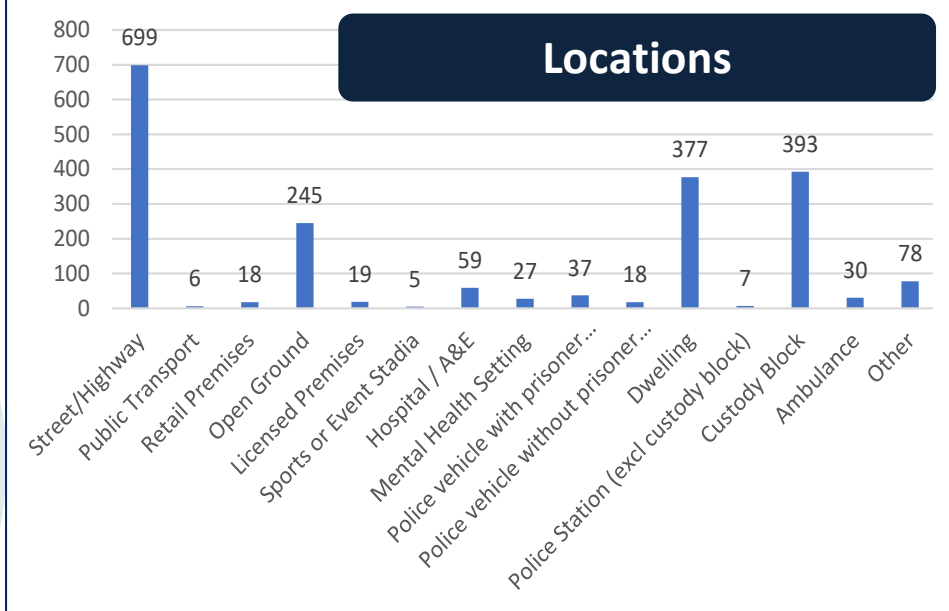 Locations
800
700
600
500
400
300
200
100
0
699
6
18
245
19
5
59
27
37
18
377
7
393
30
78
Street/Highway
Public Transport
Retail Premises
Open Ground
Licensed Premises
Sports or Event Stadia
Hospital / A&E
Mental Health Setting
Police vehicle with prisoner...
Police vehicle without prisoner...
Dwelling
Police Station (excl custody block)
Custody Block
Ambulance
Other